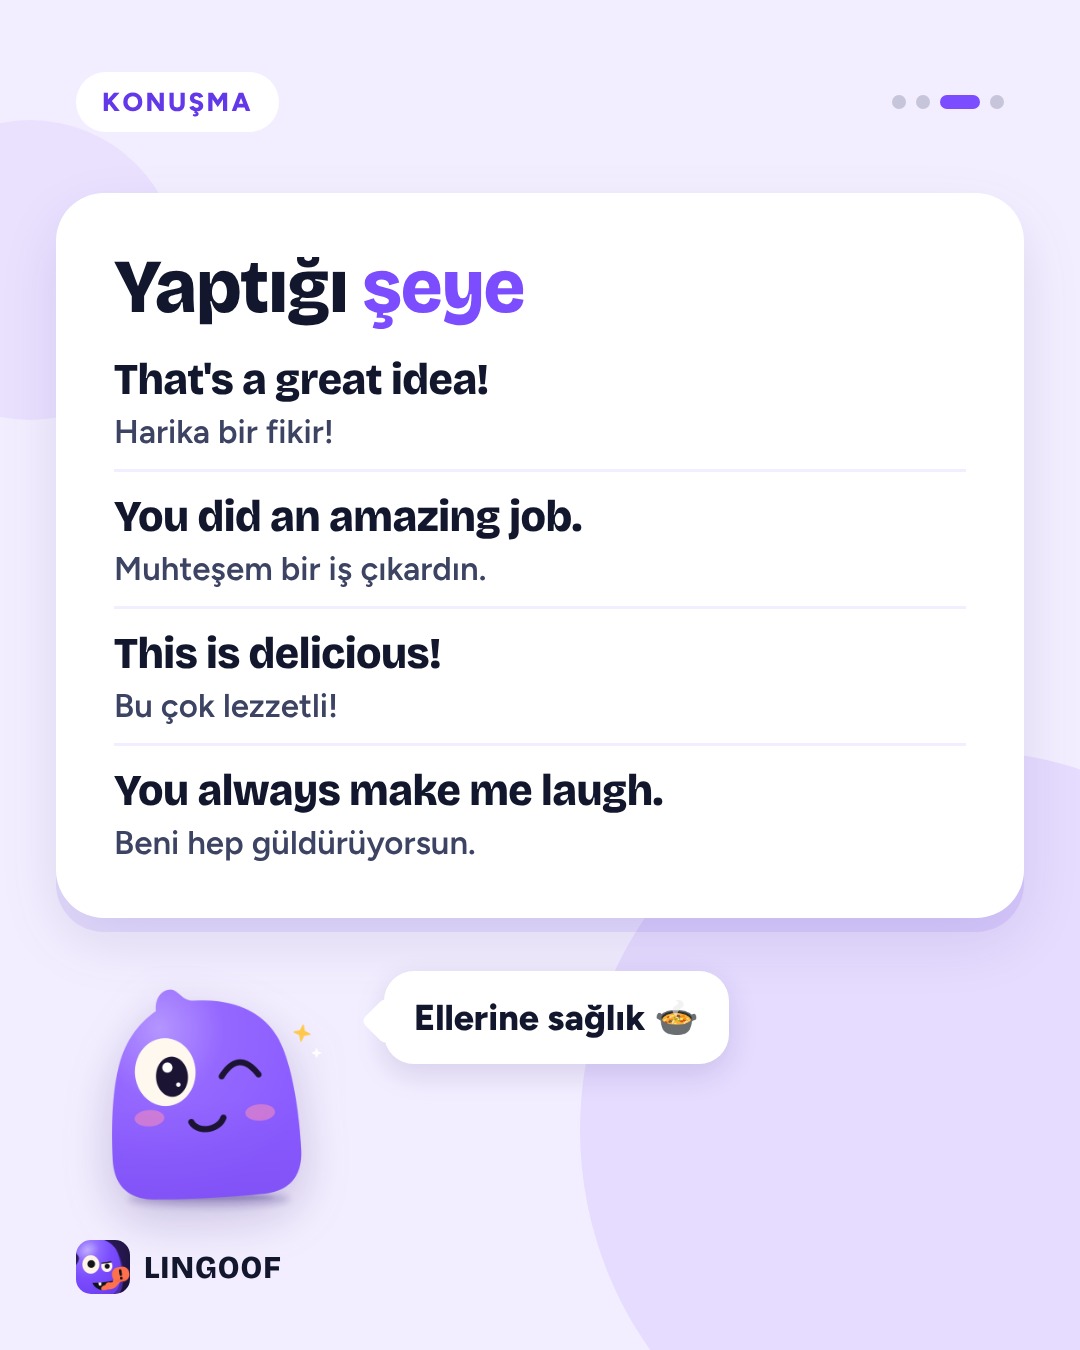 KONUŞMA
Yaptığı şeye
That's a great idea!
Harika bir fikir!
You did an amazing job.
Muhteşem bir iş çıkardın.
This is delicious!
Bu çok lezzetli!
You always make me laugh.
Beni hep güldürüyorsun.
Ellerine sağlık 🍲
LINGOOF